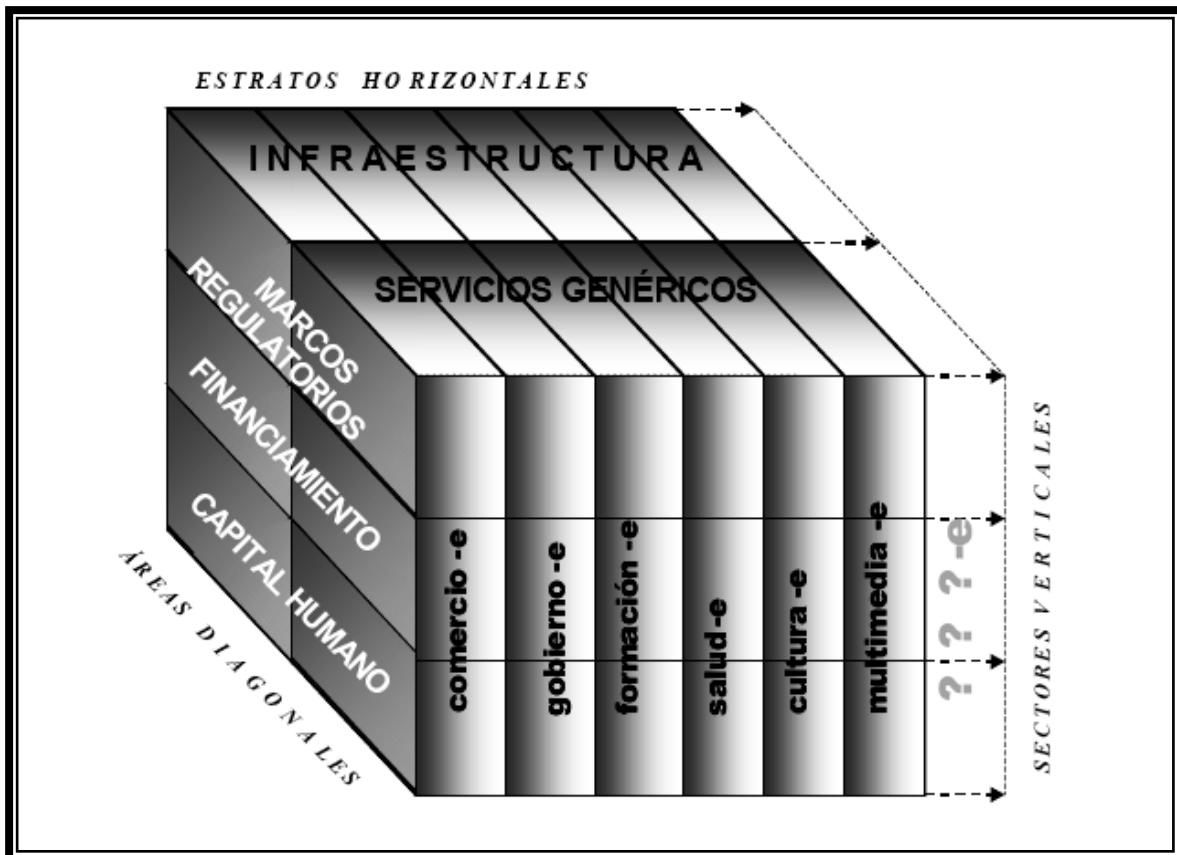 ESTRATOS HORIZONTALES
INFRAESTRUCTURA
SERVICIOS GENÉRICOS
MARCOS
REGULATORIOS
FINANCIAMIENTO
CAPITAL HUMANO
ÁREAS DIAGONALES
comercio -e
gobierno -e
formación -e
salud -e
cultura -e
multimedia -e
? ? ? -e
SECTORES VERTICALES